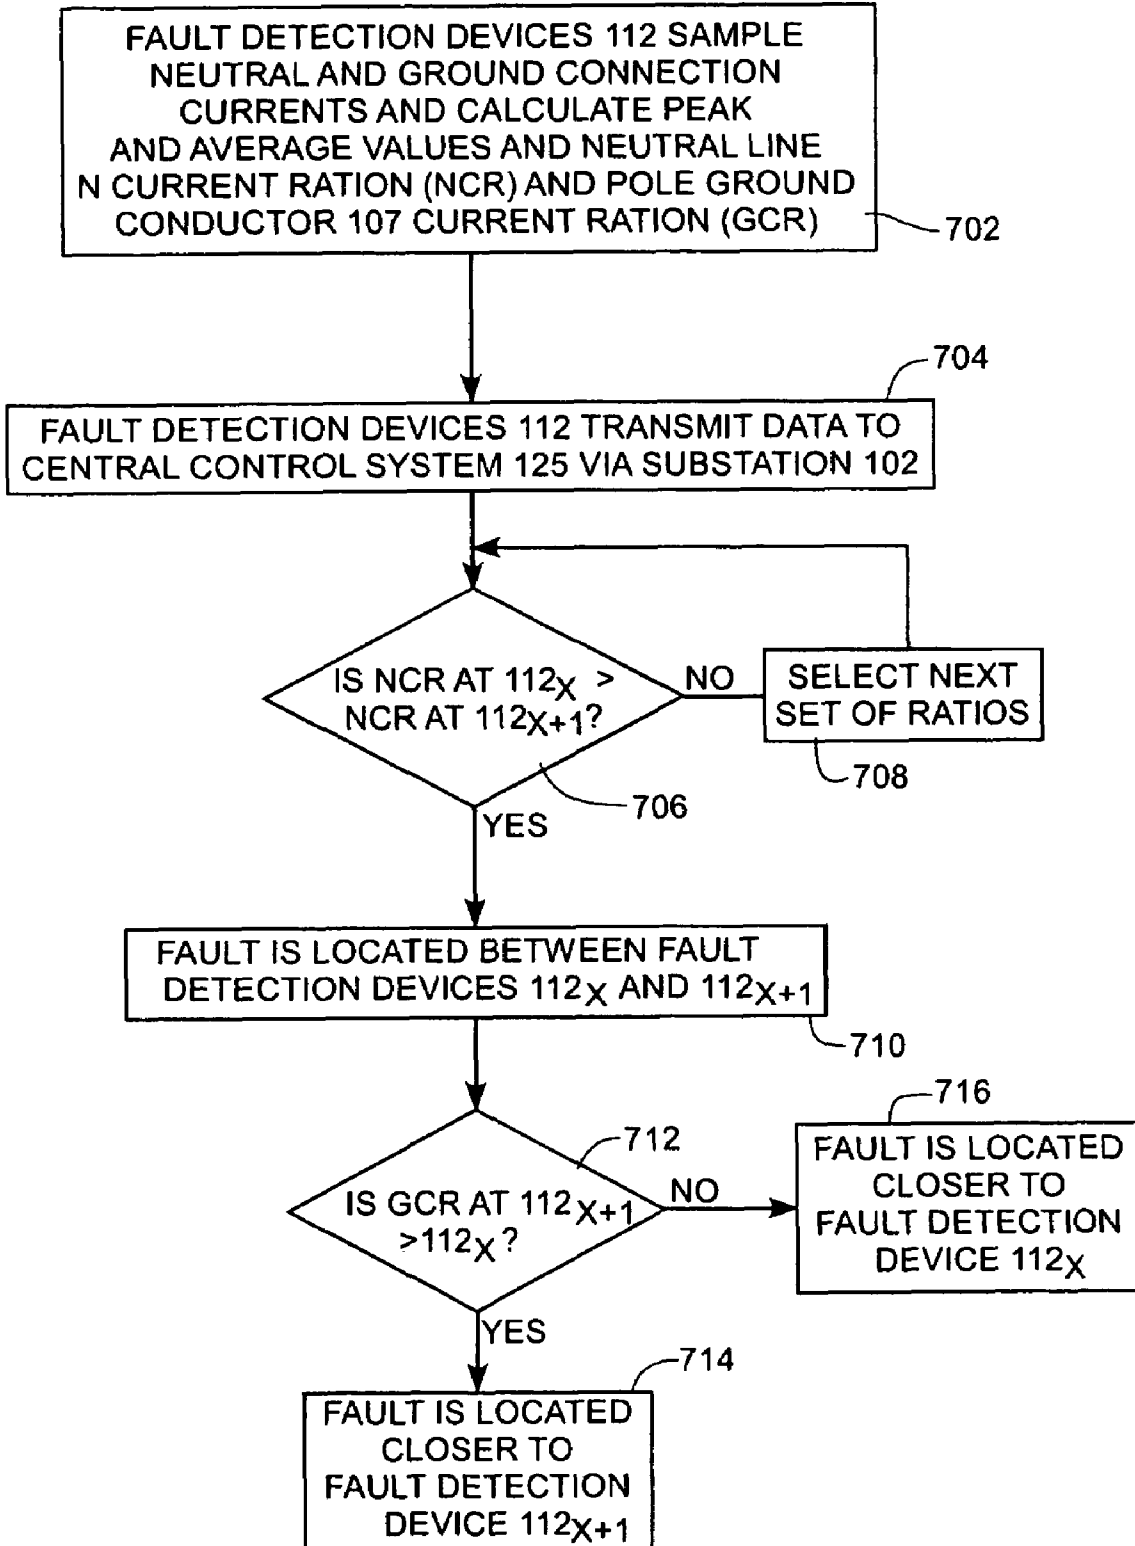 FAULT DETECTION DEVICES 112 SAMPLE
NEUTRAL AND GROUND CONNECTION
CURRENTS AND CALCULATE PEAK
AND AVERAGE VALUES AND NEUTRAL LINE
N CURRENT RATION (NCR) AND POLE GROUND
CONDUCTOR 107 CURRENT RATION (GCR)
702
704
FAULT DETECTION DEVICES 112 TRANSMIT DATA TO
CENTRAL CONTROL SYSTEM 125 VIA SUBSTATION 102
IS NCR AT 112X >
NCR AT 112X+1?
706
NO
SELECT NEXT
SET OF RATIOS
708
YES
FAULT IS LOCATED BETWEEN FAULT
DETECTION DEVICES 112X AND 112X+1
710
712
IS GCR AT 112X+1
>112X?
NO
716
FAULT IS LOCATED
CLOSER TO
FAULT DETECTION
DEVICE 112X
YES
714
FAULT IS LOCATED
CLOSER TO
FAULT DETECTION
DEVICE 112X+1